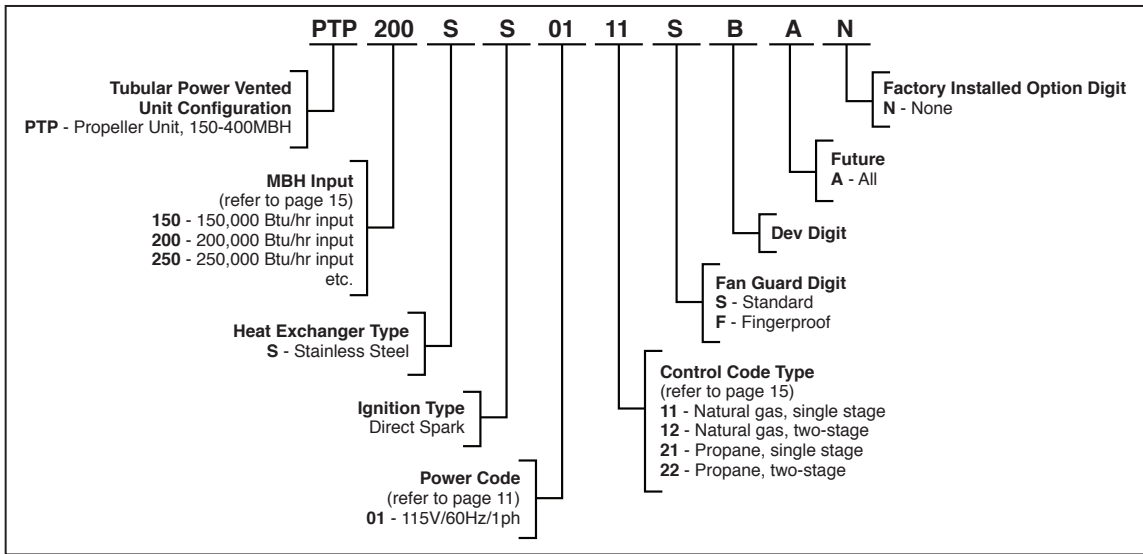 PTP 200 S S 01 11 S B A N
Tubular Power Vented
Unit Configuration
PTP - Propeller Unit, 150-400MBH
MBH Input
(refer to page 15)
150 - 150,000 Btu/hr input
200 - 200,000 Btu/hr input
250 - 250,000 Btu/hr input
etc.
Heat Exchanger Type
S - Stainless Steel
Ignition Type
Direct Spark
Power Code
(refer to page 11)
01 - 115V/60Hz/1ph
Factory Installed Option Digit
N - None
Future
A - All
Dev Digit
Fan Guard Digit
S - Standard
F - Fingerproof
Control Code Type
(refer to page 15)
11 - Natural gas, single stage
12 - Natural gas, two-stage
21 - Propane, single stage
22 - Propane, two-stage